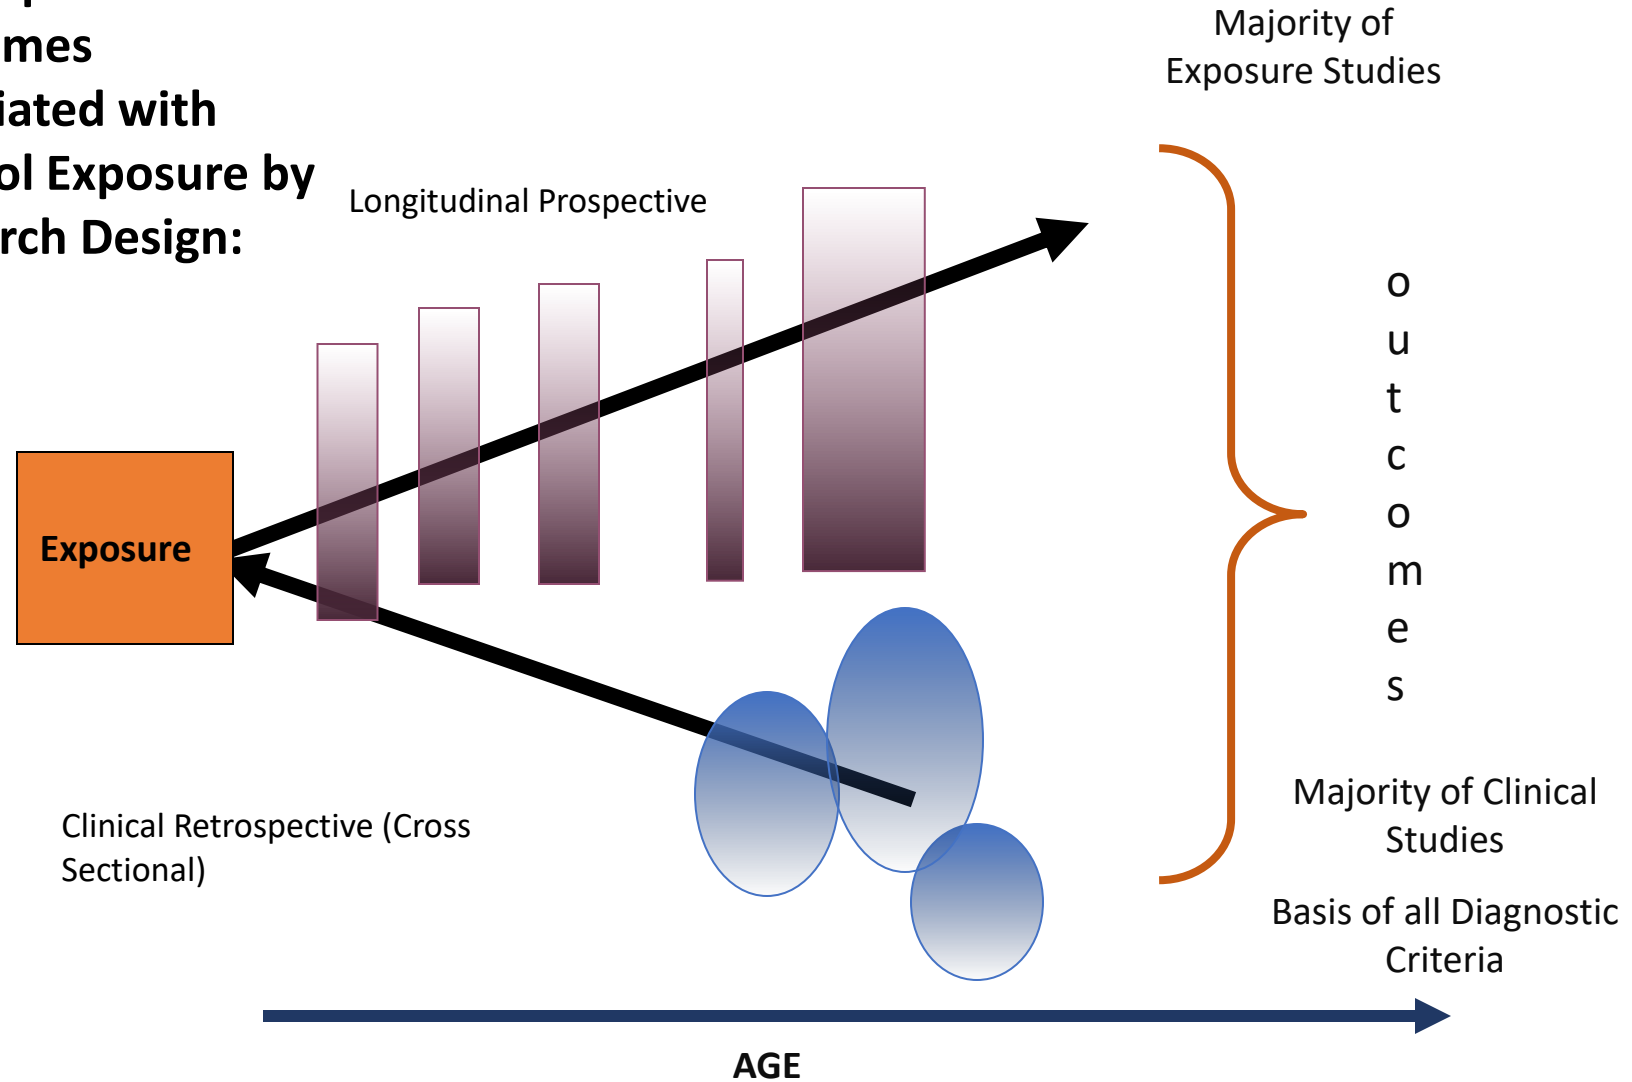 mes
iated with
ol Exposure by
rch Design:
Longitudinal Prospective
Majority of
Exposure Studies
Exposure
o
u
t
c
o
m
e
s
Clinical Retrospective (Cross
Sectional)
Majority of Clinical
Studies
Basis of all Diagnostic
Criteria
AGE